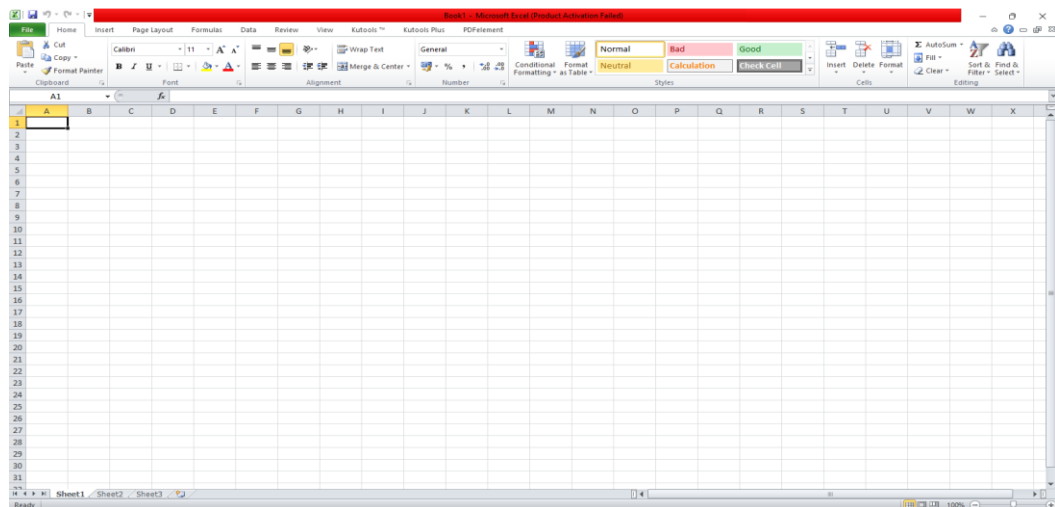 Book1 - Microsoft Excel (Product Activation Failed)
File Home Insert Page Layout Formulas Data Review View Kutools ™ Kutools Plus PDFelement
Cut
Copy
Format Painter
Paste
Clipboard
Calibri 11 A A
B I U A
Font
Wrap Text
Merge & Center
Alignment
General
% , .0 .00
Number
Conditional Formatting
Format as Table
Normal Bad Good
Neutral Calculation Check Cell
Styles
Insert Delete Format
Cells
Σ AutoSum
Fill
Clear
Sort & Filter
Find & Select
Editing
A1 fx
A B C D E F G H I J K L M N O P Q R S T U V W X
1
2
3
4
5
6
7
8
9
10
11
12
13
14
15
16
17
18
19
20
21
22
23
24
25
26
27
28
29
30
31
Sheet1 Sheet2 Sheet3
Ready 100%